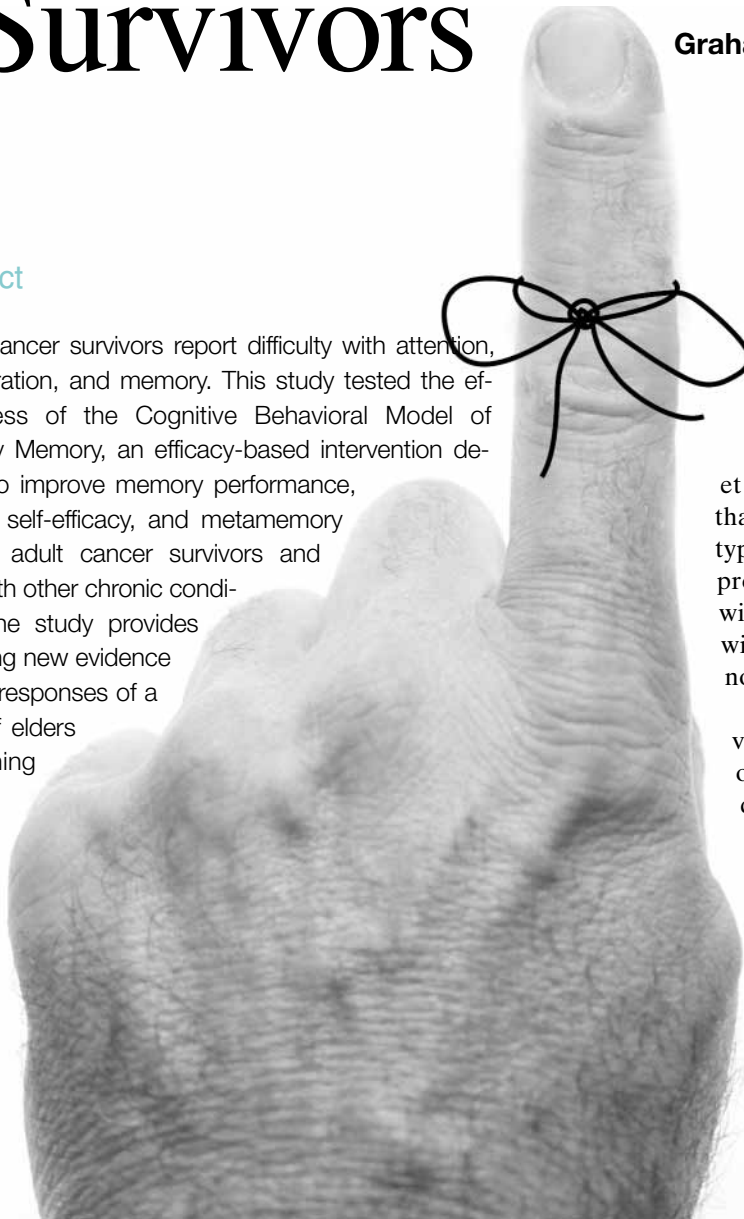 Survivors
Graha
ct
ancer survivors report difficulty with attention,
ration, and memory. This study tested the ef-
ess of the Cognitive Behavioral Model of
y Memory, an efficacy-based intervention de-
o improve memory performance,
self-efficacy, and metamemory
adult cancer survivors and
th other chronic condi-
he study provides
ng new evidence
responses of a
f elders
ning
et
tha
typ
pro
wi
wi
no
v
o
c